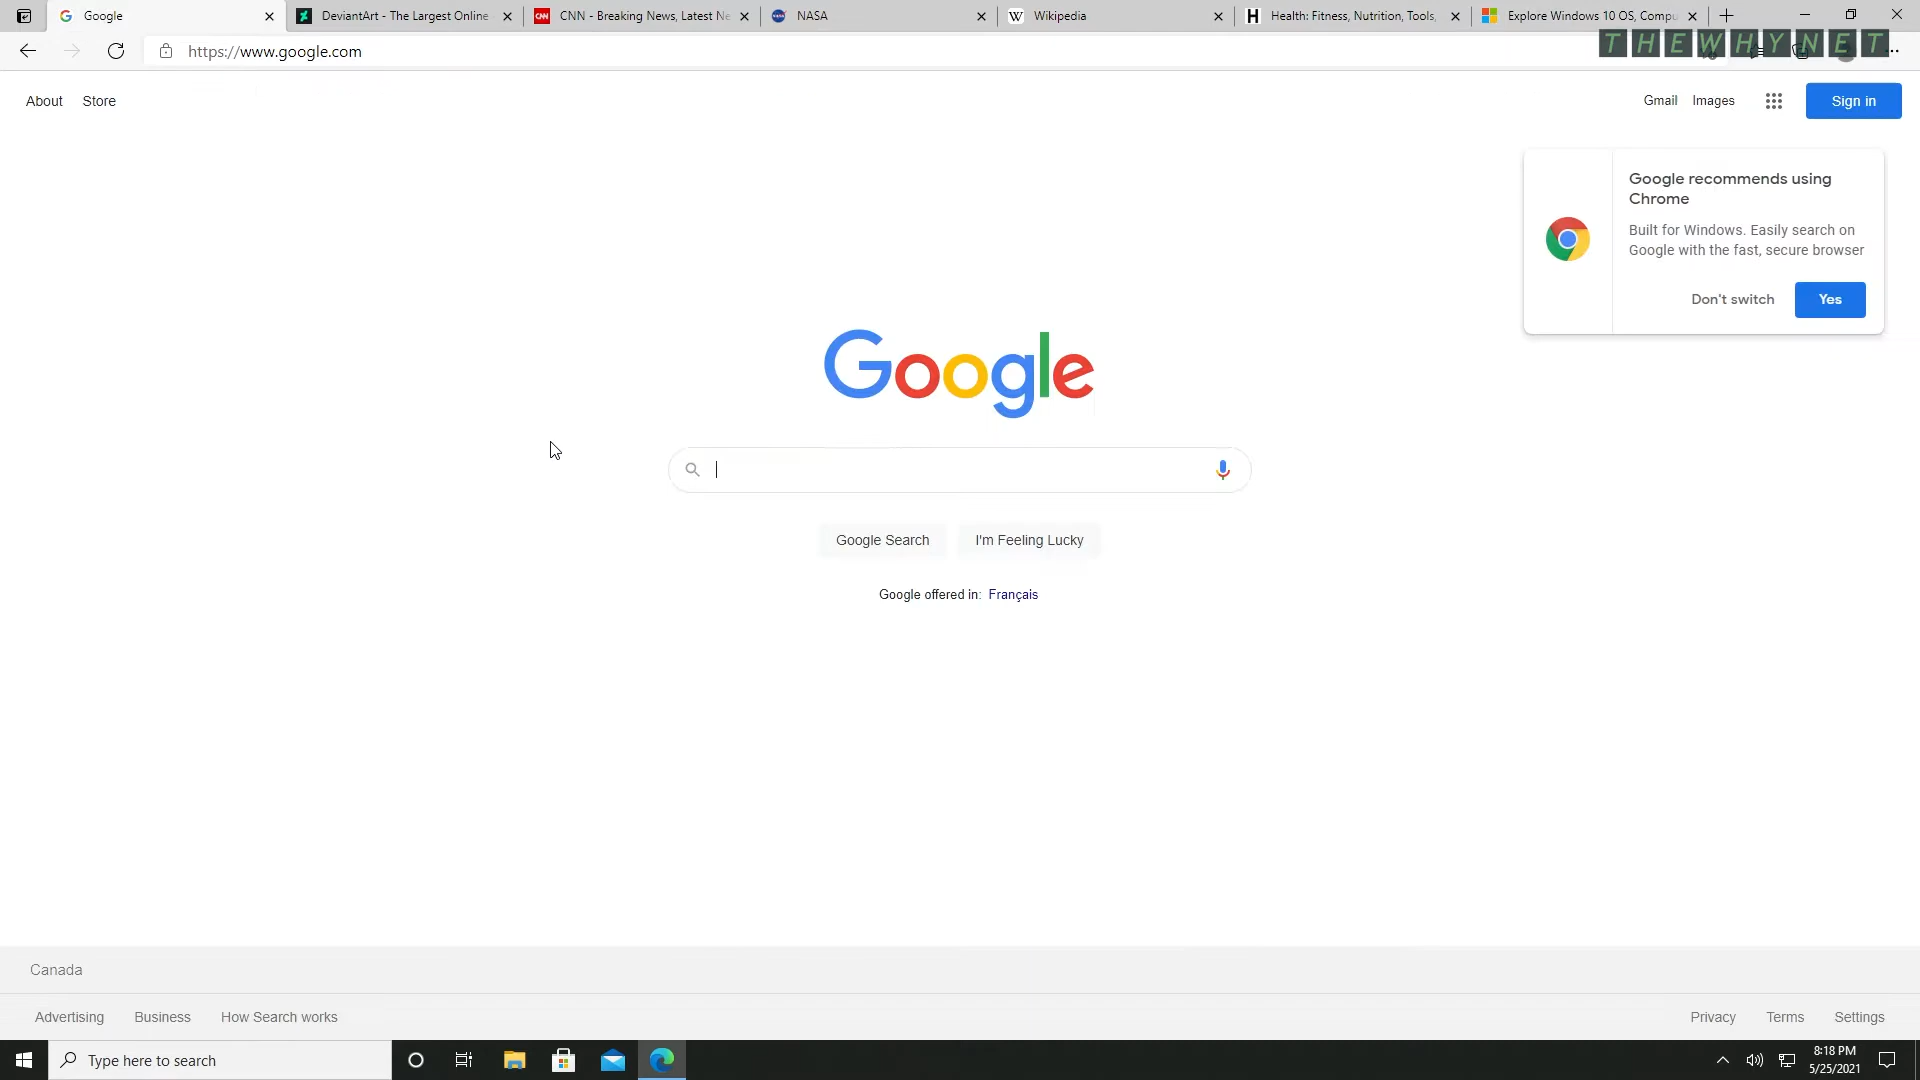 Google
DeviantArt - The Largest Online
CNN - Breaking News, Latest Ne
NASA
Wikipedia
Health: Fitness, Nutrition, Tools,
Explore Windows 10 OS, Compu
https://www.google.com
THEWHYNET
About Store
Gmail Images
Sign in
Google recommends using
Chrome
Built for Windows. Easily search on
Google with the fast, secure browser
Don't switch Yes
Google
Google Search I'm Feeling Lucky
Google offered in: Français
Canada
Advertising Business How Search works
Privacy Terms Settings
Type here to search
8:18 PM
5/25/2021